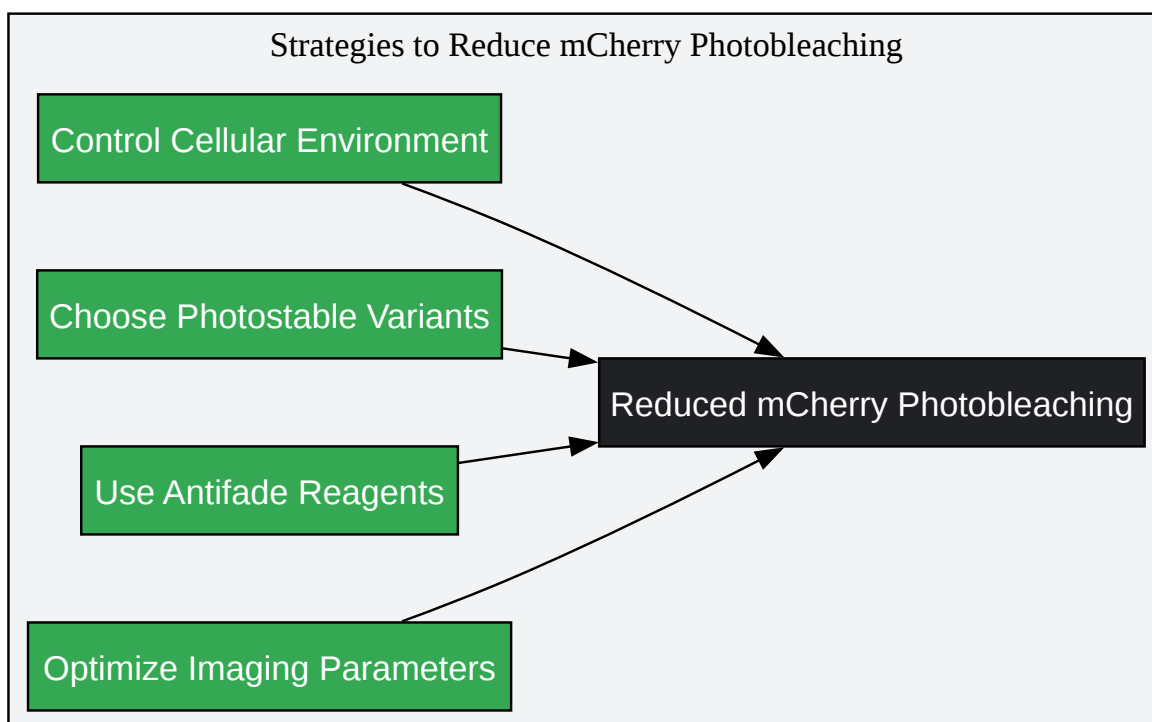 Strategies to Reduce mCherry Photobleaching
Control Cellular Environment
Choose Photostable Variants
Reduced mCherry Photobleaching
Use Antifade Reagents
Optimize Imaging Parameters